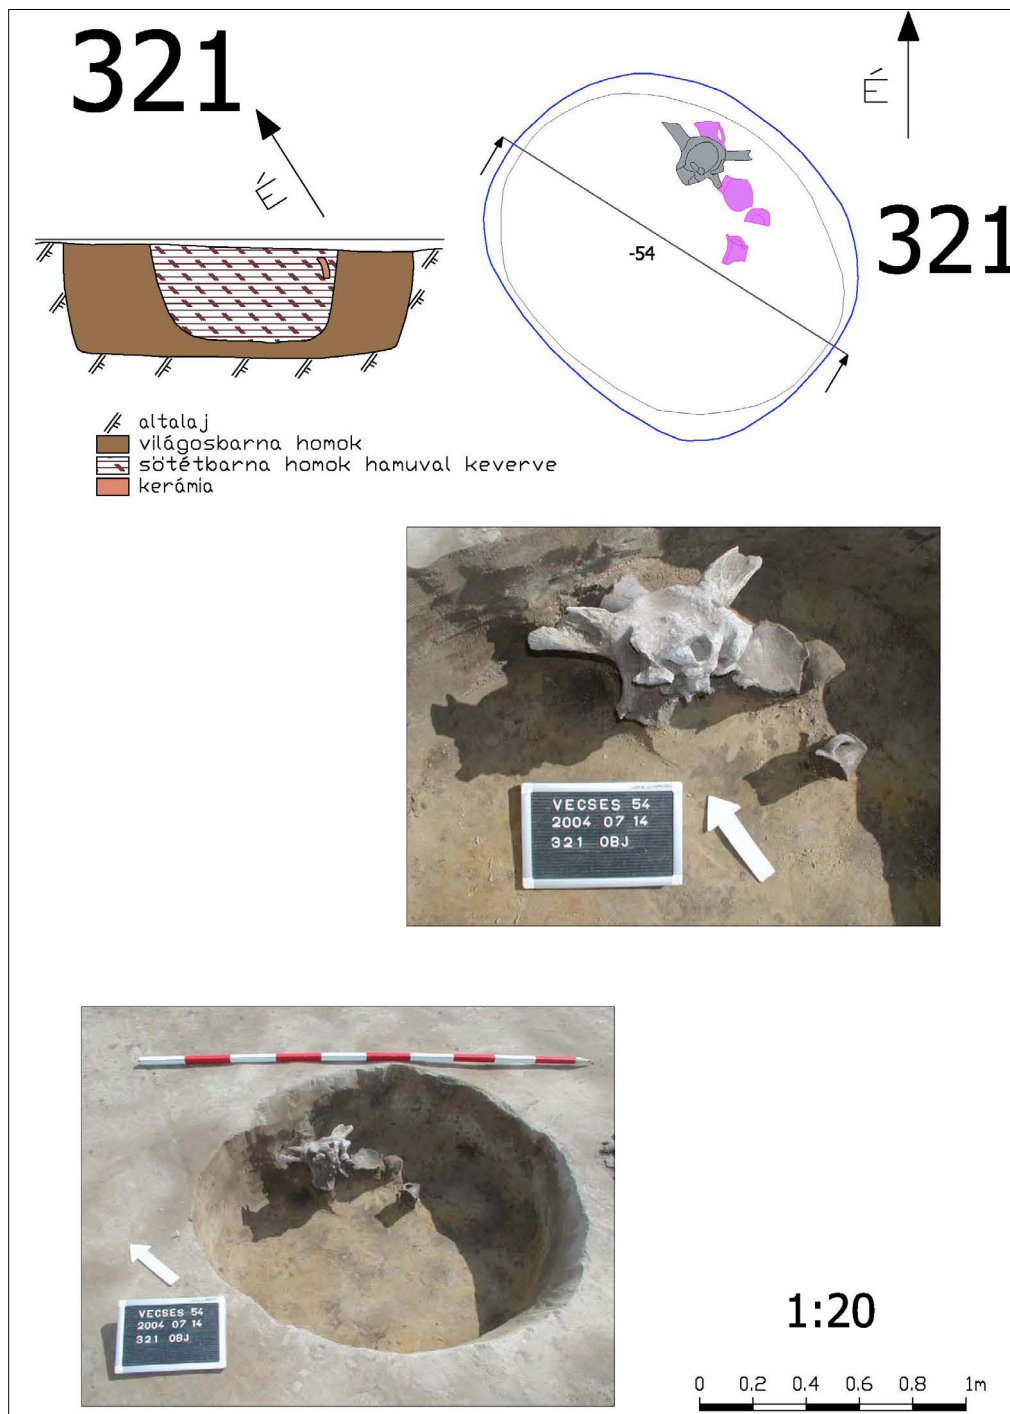 321
É
É
321
-54
altalaj
világosbarna homok
sötétbarna homok hamuval keverve
kerámia
VECSES 54
2004 07 14
321 OBJ
VECSES 54
2004 07 14
321 OBJ
1:20
0 0.2 0.4 0.6 0.8 1m